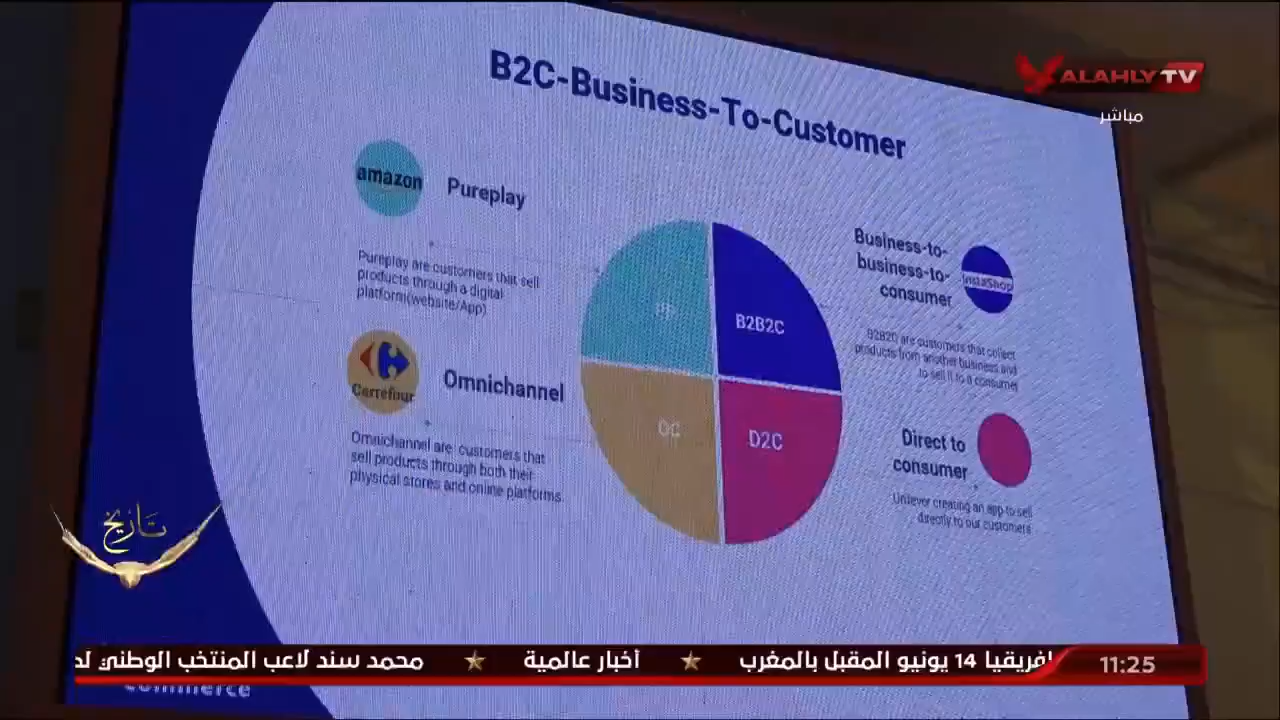 B2C-Business-To-Customer
ALAHLY TV
مباشر
amazon
Pureplay
Pureplay are customers that sell
products through a digital
platform(website/App)
Carrefour
Omnichannel
Omnichannel are customers that
sell products through both their
physical stores and online platforms.
PP
B2B2C
OC
D2C
Business-to-
business-to-
consumer
InstaShop
B2B2C are customers that collect
products from another business and
to sell it to a consumer
Direct to
consumer
Unilever creating an app to sell
directly to our customers
تاريخ
إفريقيا 14 يونيو المقبل بالمغرب ★ أخبار عالمية ★ محمد سند لاعب المنتخب الوطني لد
11:25
commerce